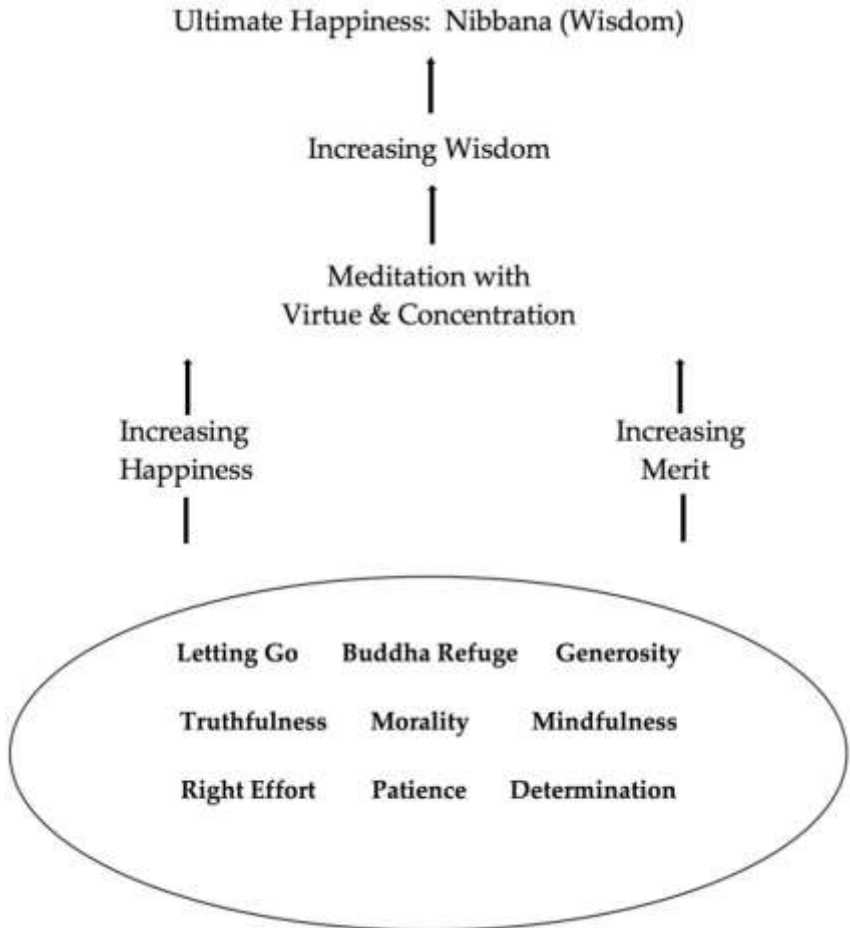 Ultimate Happiness: Nibbana (Wisdom)
Increasing Wisdom
Meditation with
Virtue & Concentration
Increasing
Happiness
Increasing
Merit
Letting Go Buddha Refuge Generosity
Truthfulness Morality Mindfulness
Right Effort Patience Determination